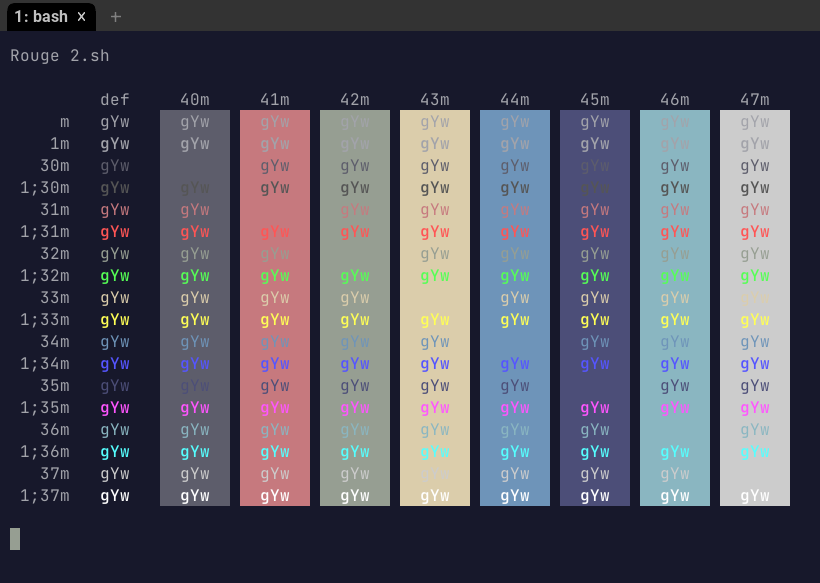 1: bash x +
Rouge 2.sh
def 40m 41m 42m 43m 44m 45m 46m 47m
m gYw gYw gYw gYw gYw gYw gYw gYw gYw
1m gYw gYw gYw gYw gYw gYw gYw gYw gYw
30m gYw gYw gYw gYw gYw gYw gYw gYw
1;30m gYw gYw gYw gYw gYw gYw gYw gYw gYw
31m gYw gYw gYw gYw gYw gYw gYw gYw
1;31m gYw gYw gYw gYw gYw gYw gYw gYw gYw
32m gYw gYw gYw gYw gYw gYw gYw gYw
1;32m gYw gYw gYw gYw gYw gYw gYw gYw gYw
33m gYw gYw gYw gYw gYw gYw gYw gYw
1;33m gYw gYw gYw gYw gYw gYw gYw gYw gYw
34m gYw gYw gYw gYw gYw gYw gYw gYw
1;34m gYw gYw gYw gYw gYw gYw gYw gYw gYw
35m gYw gYw gYw gYw gYw gYw gYw gYw
1;35m gYw gYw gYw gYw gYw gYw gYw gYw gYw
36m gYw gYw gYw gYw gYw gYw gYw gYw
1;36m gYw gYw gYw gYw gYw gYw gYw gYw gYw
37m gYw gYw gYw gYw gYw gYw gYw gYw
1;37m gYw gYw gYw gYw gYw gYw gYw gYw gYw